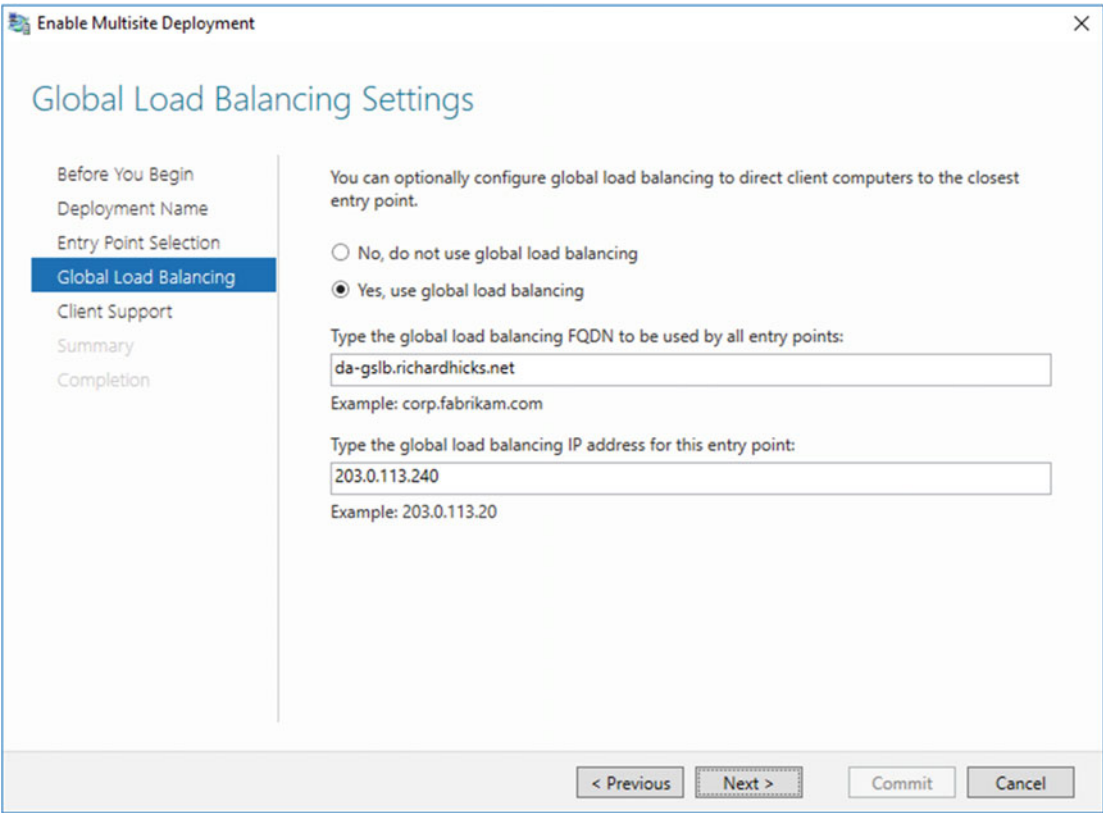 Enable Multisite Deployment
Global Load Balancing Settings
Before You Begin
Deployment Name
Entry Point Selection
Global Load Balancing
Client Support
Summary
Completion
You can optionally configure global load balancing to direct client computers to the closest
entry point.
No, do not use global load balancing
Yes, use global load balancing
Type the global load balancing FQDN to be used by all entry points:
da-gslb.richardhicks.net
Example: corp.fabrikam.com
Type the global load balancing IP address for this entry point:
203.0.113.240
Example: 203.0.113.20
< Previous
Next >
Commit
Cancel